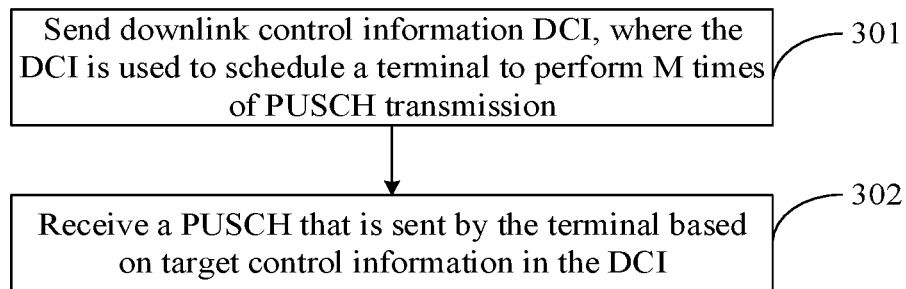 Send downlink control information DCI, where the
DCI is used to schedule a terminal to perform M times
of PUSCH transmission
301
Receive a PUSCH that is sent by the terminal based
on target control information in the DCI
302